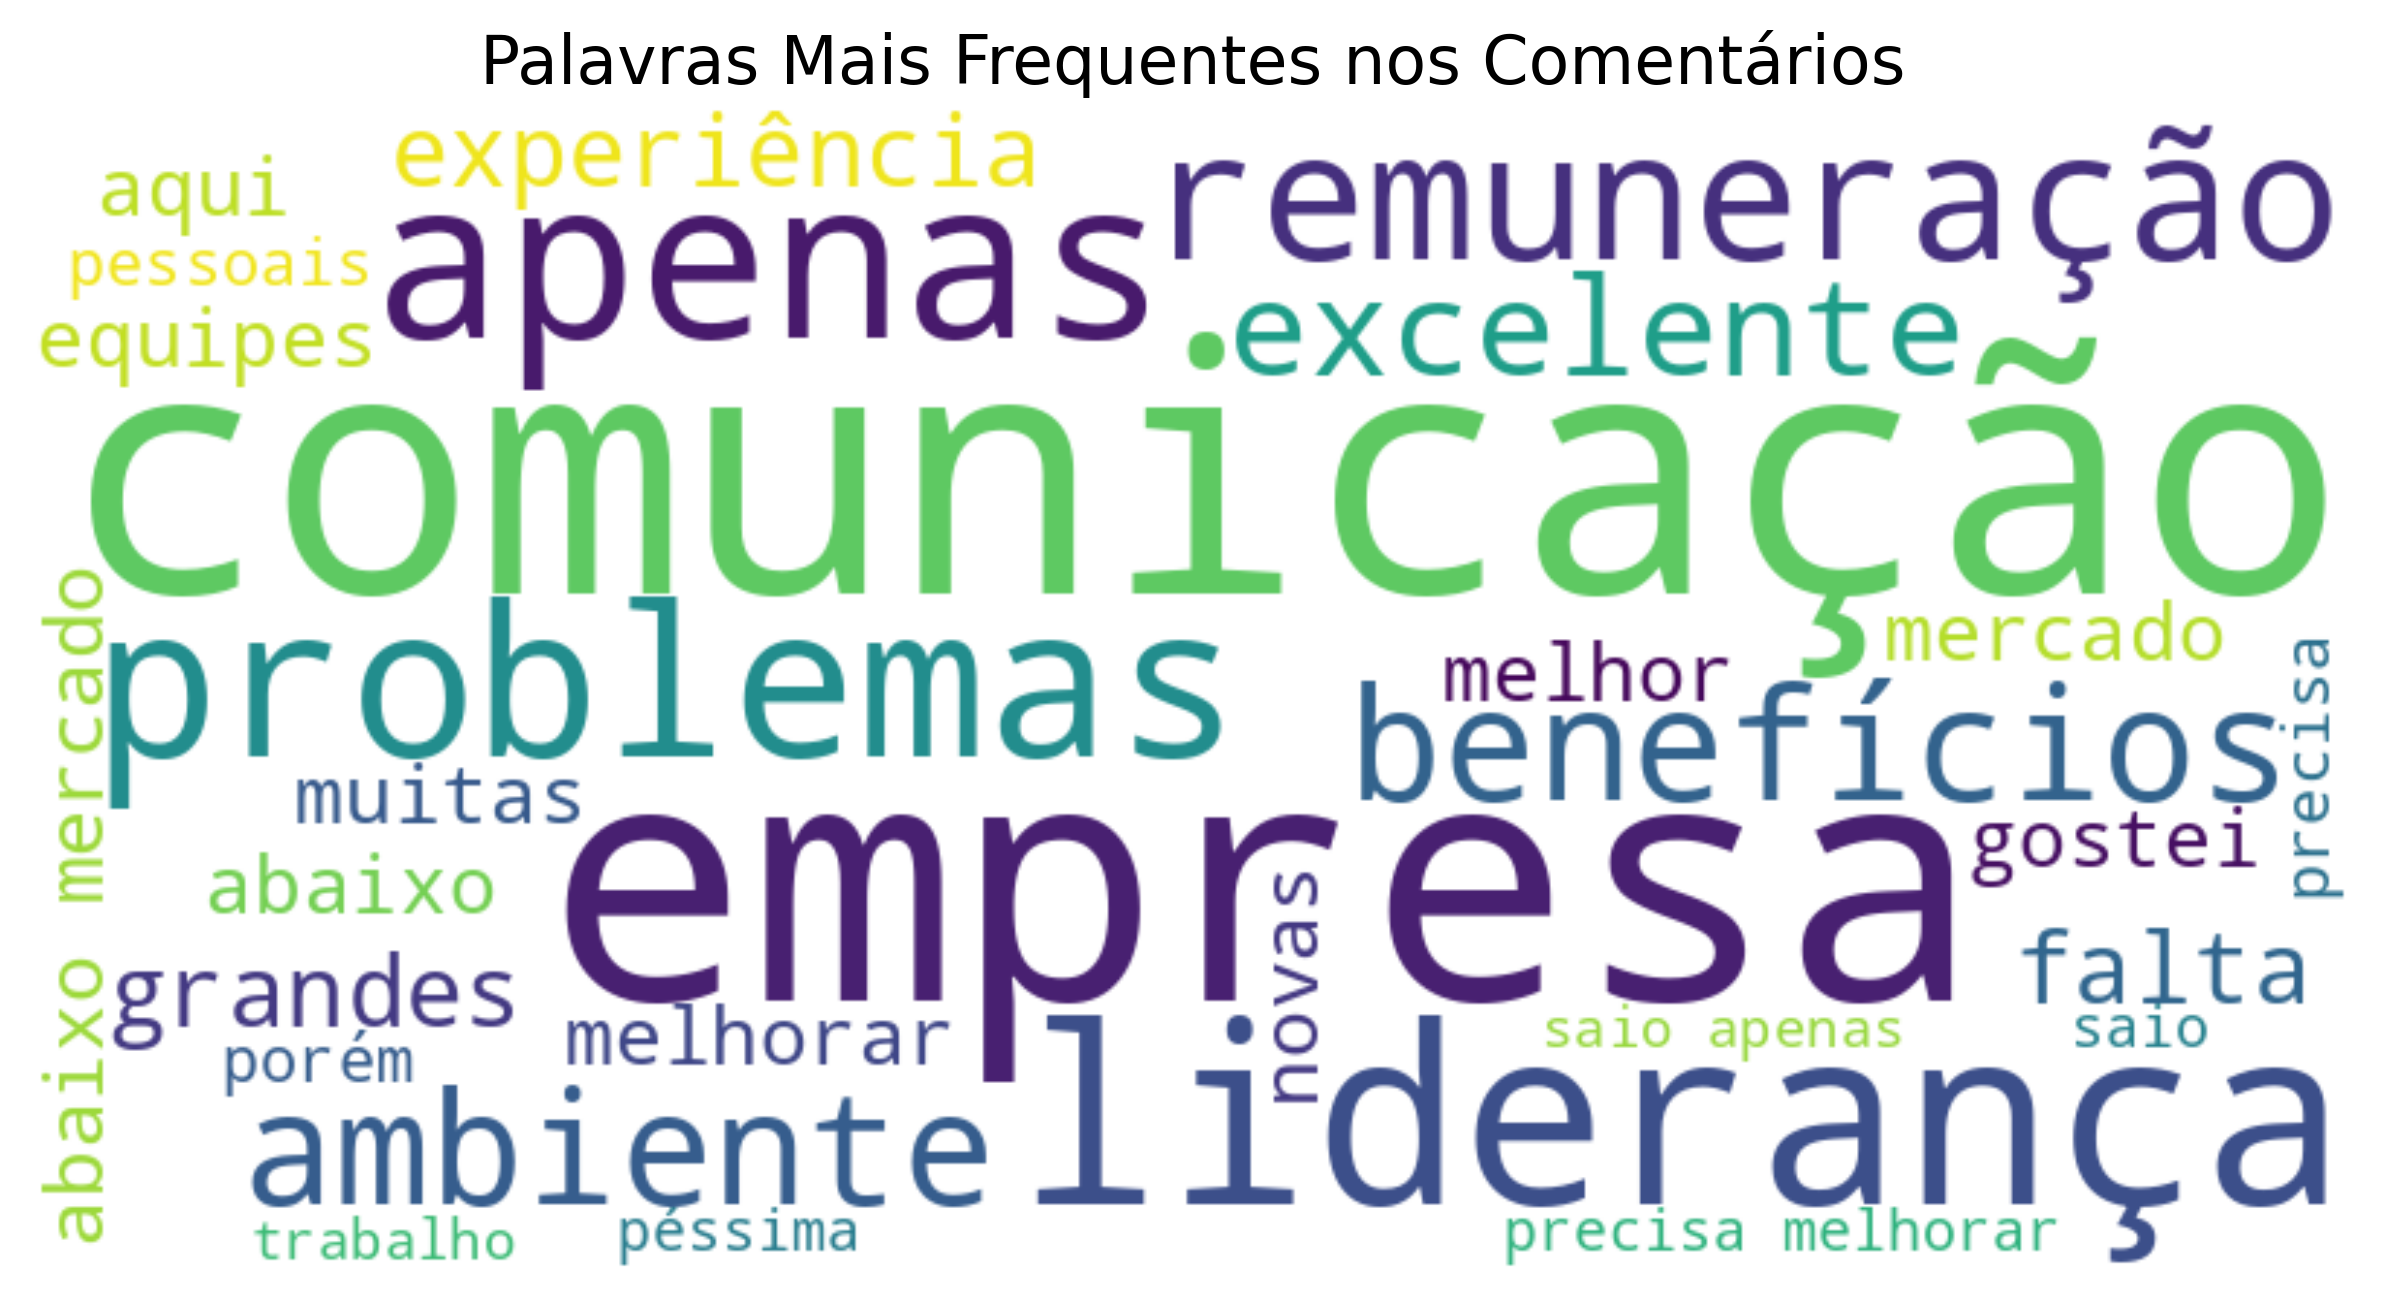 Palavras Mais Frequentes nos Comentários
experiência
remuneração
aqui
apenas
pessoais
excelente
equipes
comunicação
problemas
mercado
melhor
benefícios
precisa
abaixo mercado
muitas
empresa
gostei
abaixo
novas
falta
grandes
melhorar
saio apenas
saio
porém
liderança
ambiente
trabalho
péssima
precisa melhorar